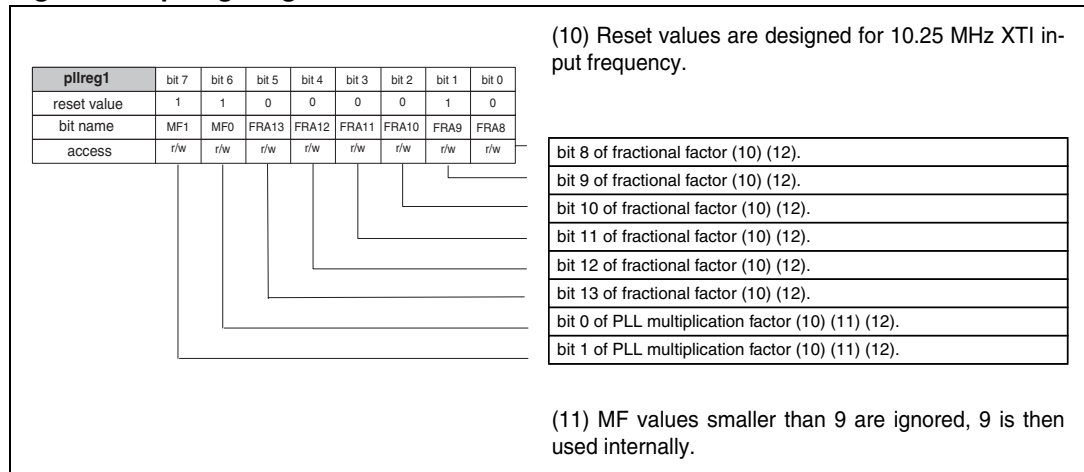 (10) Reset values are designed for 10.25 MHz XTI in-
put frequency.
pllreg1 bit 7 bit 6 bit 5 bit 4 bit 3 bit 2 bit 1 bit 0
reset value 1 1 0 0 0 0 1 0
bit name MF1 MF0 FRA13 FRA12 FRA11 FRA10 FRA9 FRA8
access r/w r/w r/w r/w r/w r/w r/w r/w
bit 8 of fractional factor (10) (12).
bit 9 of fractional factor (10) (12).
bit 10 of fractional factor (10) (12).
bit 11 of fractional factor (10) (12).
bit 12 of fractional factor (10) (12).
bit 13 of fractional factor (10) (12).
bit 0 of PLL multiplication factor (10) (11) (12).
bit 1 of PLL multiplication factor (10) (11) (12).
(11) MF values smaller than 9 are ignored, 9 is then
used internally.